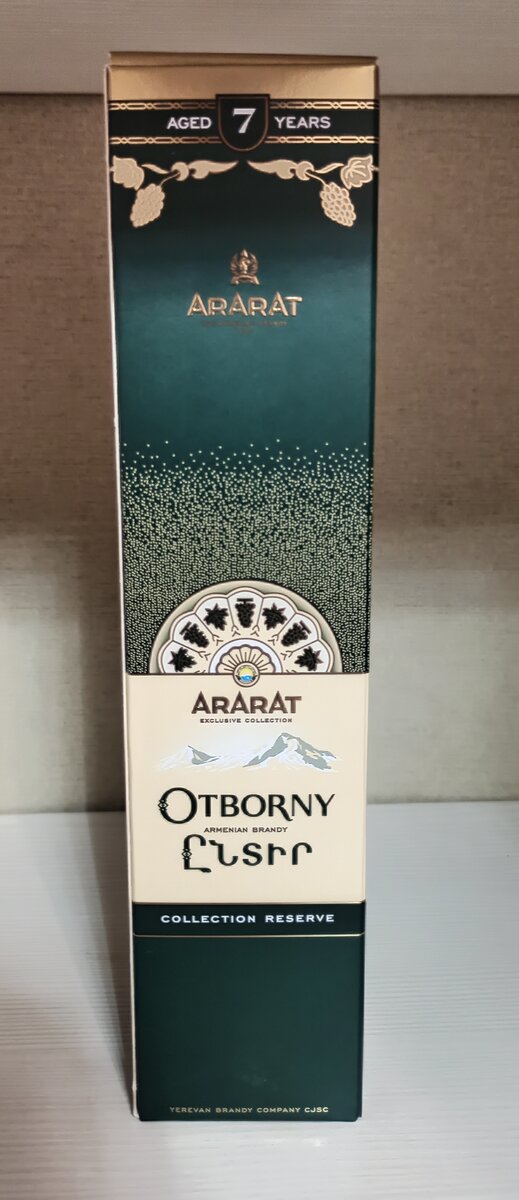 AGED 7 YEARS
ARARAT
ARARAT
EXCLUSIVE COLLECTION
OTBORNY
ARMENIAN BRANDY
ԸՆՏԻՐ
COLLECTION RESERVE
YEREVAN BRANDY COMPANY CJSC